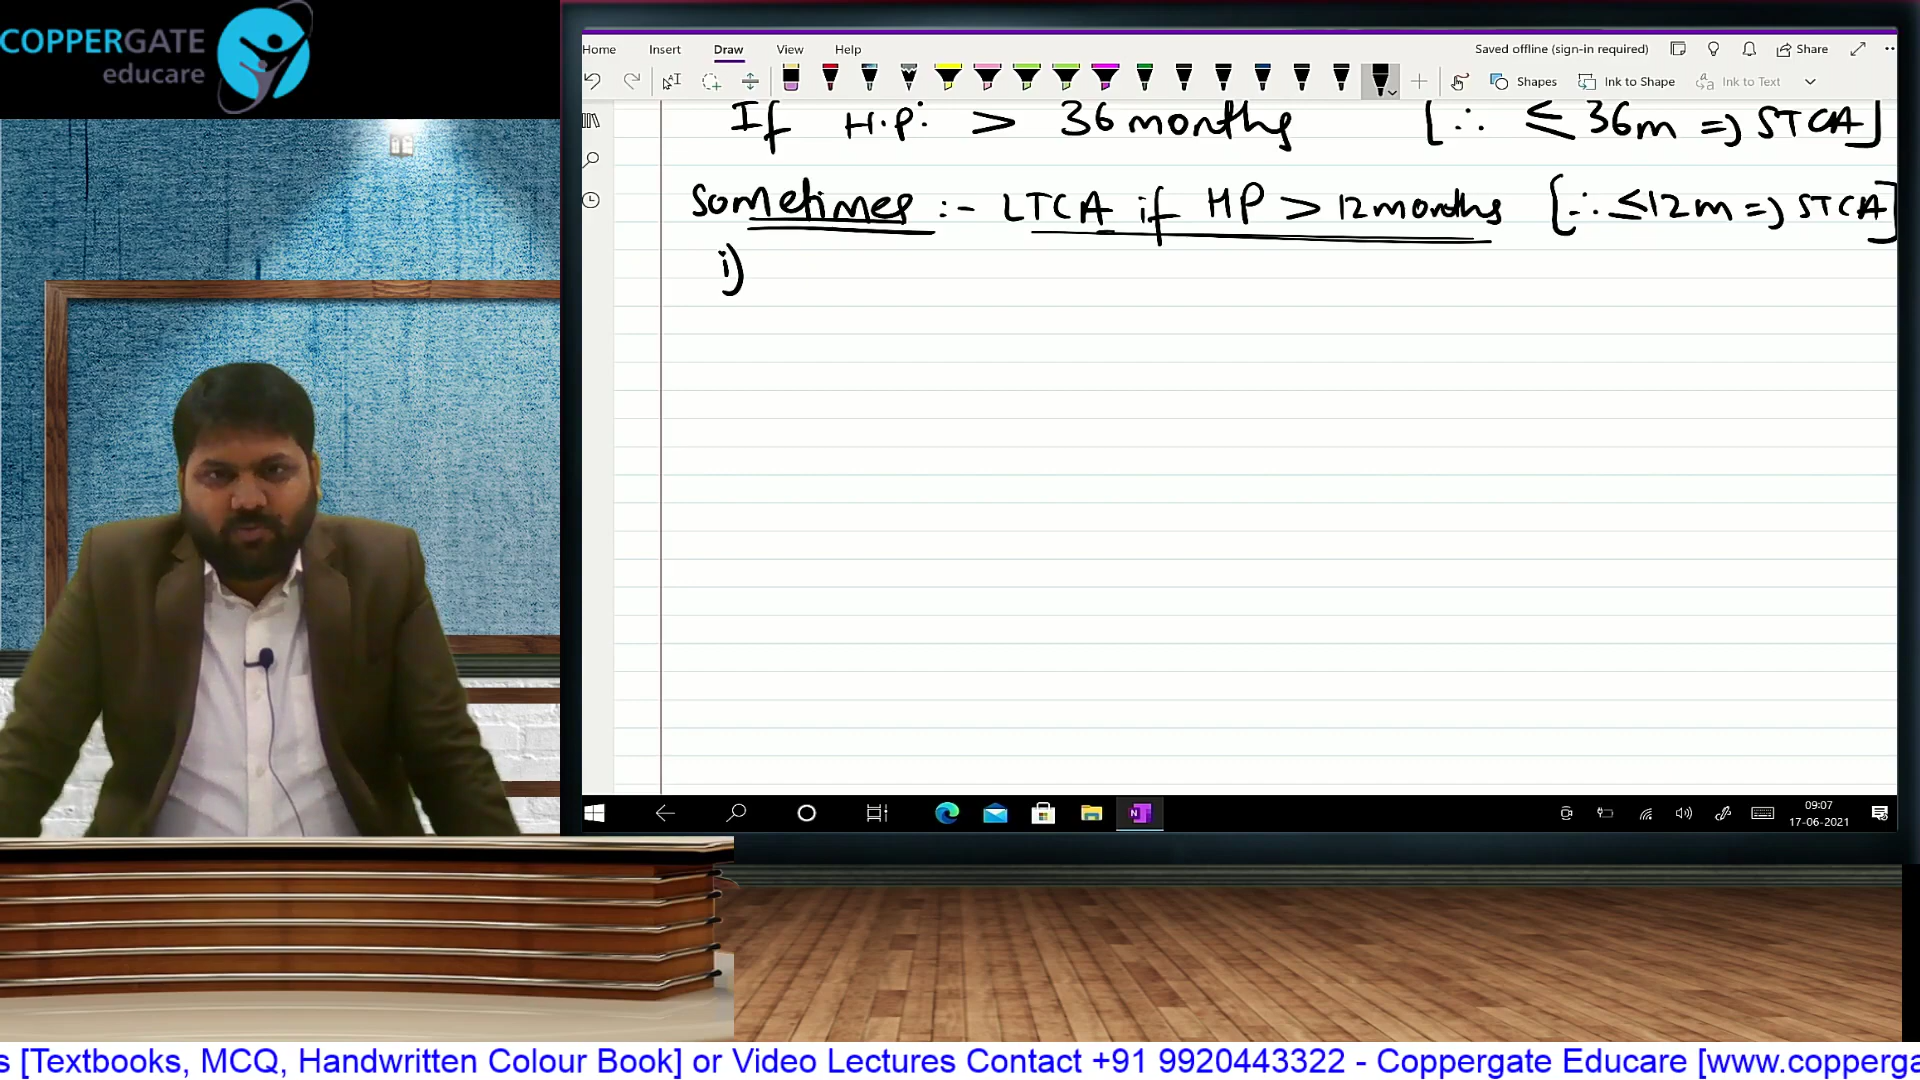 COPPERGATE
educare
Home Insert Draw View Help Saved offline (sign-in required) Share
Shapes Ink to Shape Ink to Text
If H.P. > 36 months [∴ ≤ 36m => STCA]
Sometimes :- LTCA if HP > 12 months [∴ ≤12m => STCA]
i)
09:07
17-06-2021
s [Textbooks, MCQ, Handwritten Colour Book] or Video Lectures Contact +91 9920443322 - Coppergate Educare [www.copperga